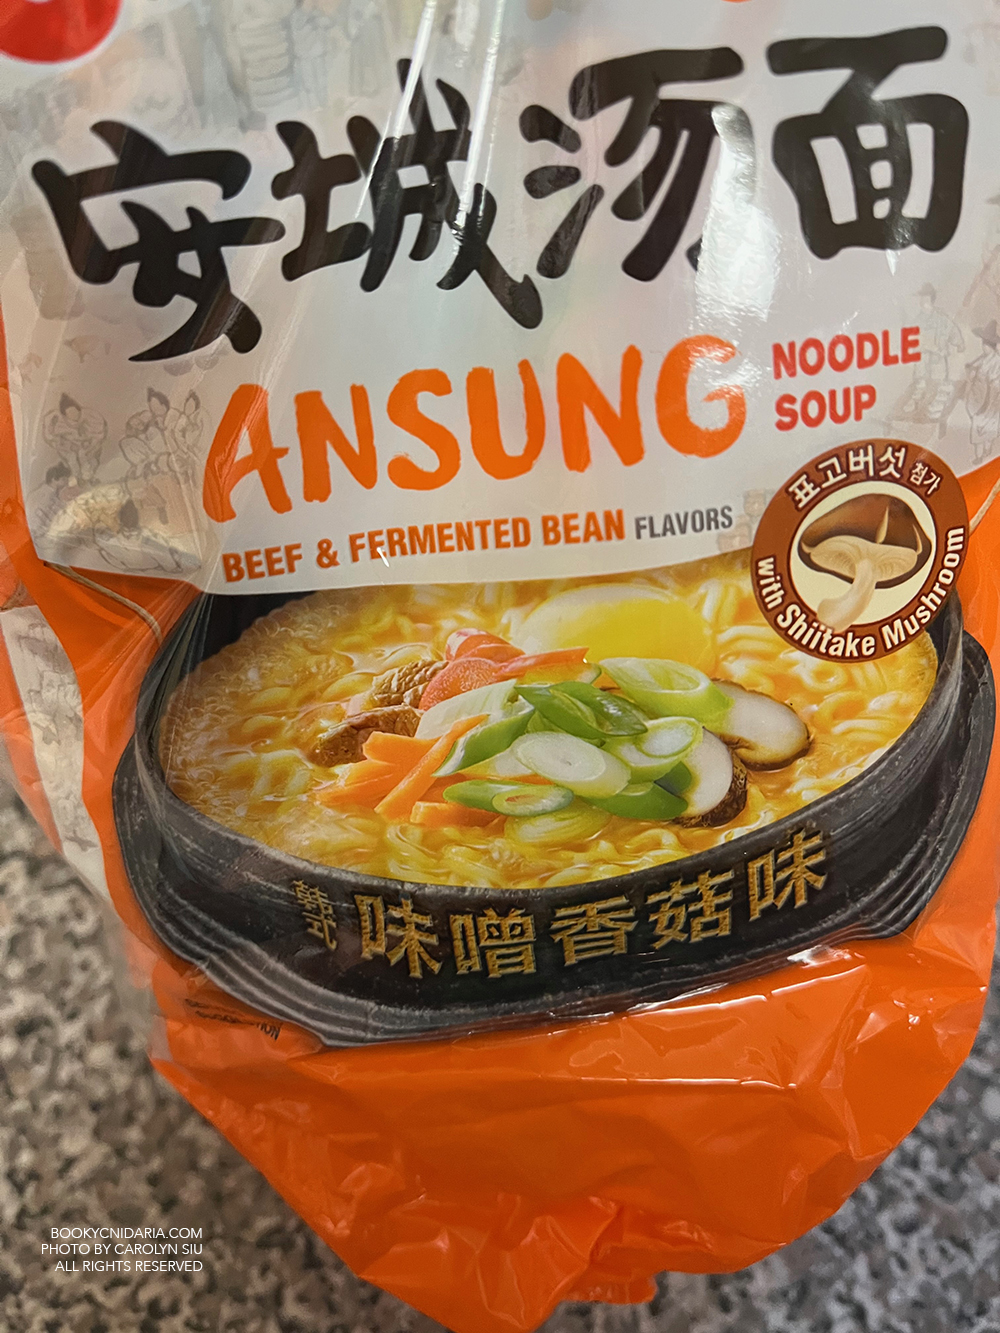 安城汤面
ANSUNG
NOODLE
SOUP
BEEF & FERMENTED BEAN FLAVORS
표고버섯 첨가
with Shiitake Mushroom
韩式
味噌香菇味
BOOKYCNIDARIA.COM
PHOTO BY CAROLYN SIU
ALL RIGHTS RESERVED